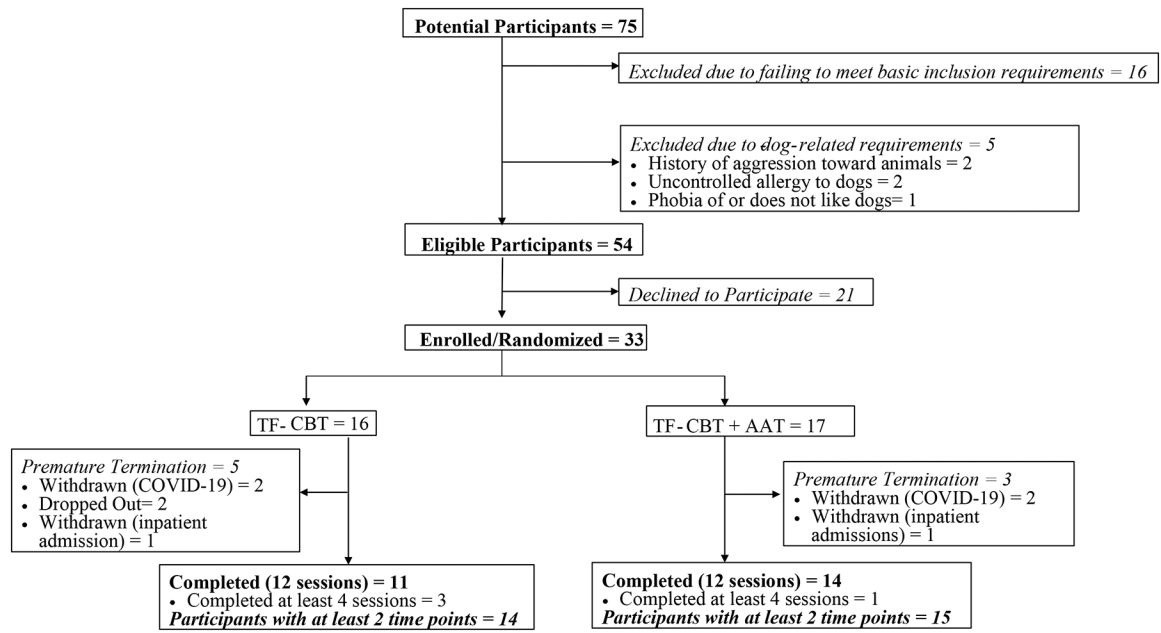 Potential Participants = 75
Excluded due to failing to meet basic inclusion requirements = 16
Excluded due to dog-related requirements = 5
• History of aggression toward animals = 2
• Uncontrolled allergy to dogs = 2
• Phobia of or does not like dogs= 1
Eligible Participants = 54
Declined to Participate = 21
Enrolled/Randomized = 33
TF- CBT = 16
TF-CBT + AAT = 17
Premature Termination = 5
• Withdrawn (COVID-19) = 2
• Dropped Out= 2
• Withdrawn (inpatient
admission) = 1
Premature Termination = 3
• Withdrawn (COVID-19) = 2
• Withdrawn (inpatient
admissions) = 1
Completed (12 sessions) = 11
• Completed at least 4 sessions = 3
Participants with at least 2 time points = 14
Completed (12 sessions) = 14
• Completed at least 4 sessions = 1
Participants with at least 2 time points = 15